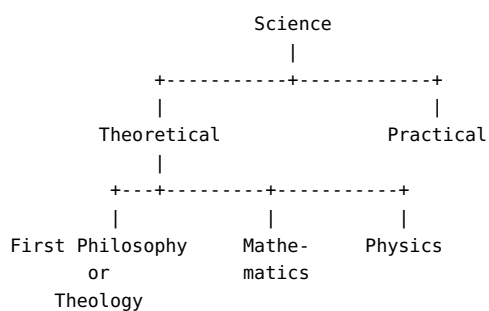 Science
Theoretical Practical
First Philosophy Mathe- Physics
or matics
Theology